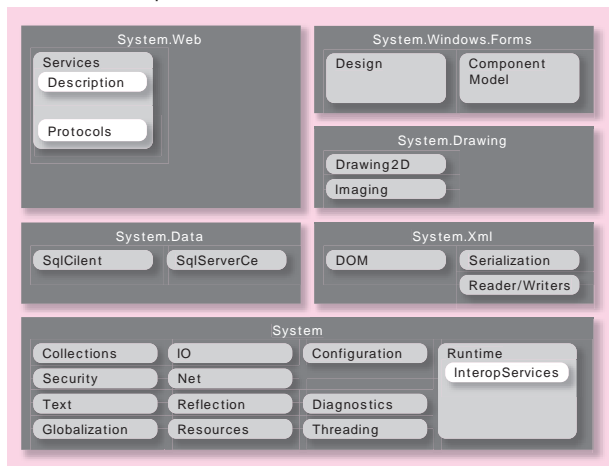 System.Web
Services
Description
Protocols
System.Windows.Forms
Design
Component
Model
System.Drawing
Drawing2D
Imaging
System.Data
SqlCilent
SqlServerCe
System.Xml
DOM
Serialization
Reader/Writers
System
Collections
IO
Configuration
Runtime
Security
Net
InteropServices
Text
Reflection
Diagnostics
Globalization
Resources
Threading